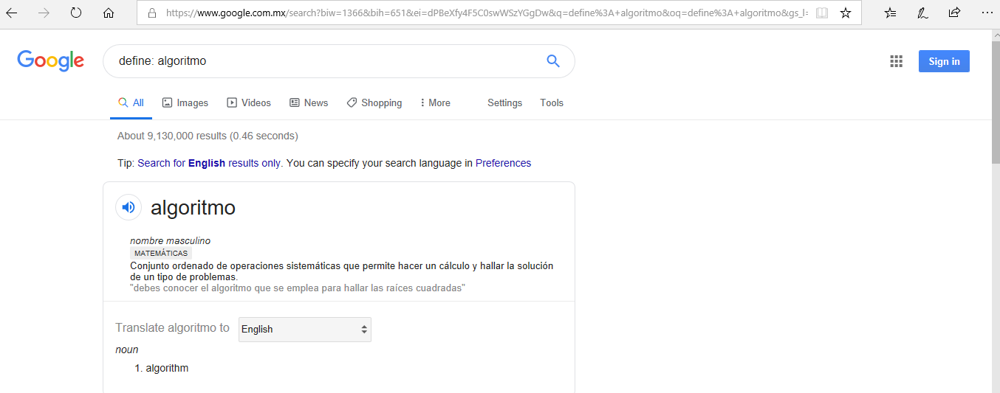 https://www.google.com.mx/search?biw=1366&bih=651&ei=dPBeXfy4F5C0swWSzYGgDw&q=define%3A+algoritmo&oq=define%3A+algoritmo&gs_l=
Google
define: algoritmo
Sign in
All Images Videos News Shopping More Settings Tools
About 9,130,000 results (0.46 seconds)
Tip: Search for English results only. You can specify your search language in Preferences
algoritmo
nombre masculino
MATEMÁTICAS
Conjunto ordenado de operaciones sistemáticas que permite hacer un cálculo y hallar la solución
de un tipo de problemas.
"debes conocer el algoritmo que se emplea para hallar las raíces cuadradas"
Translate algoritmo to English
noun
1. algorithm